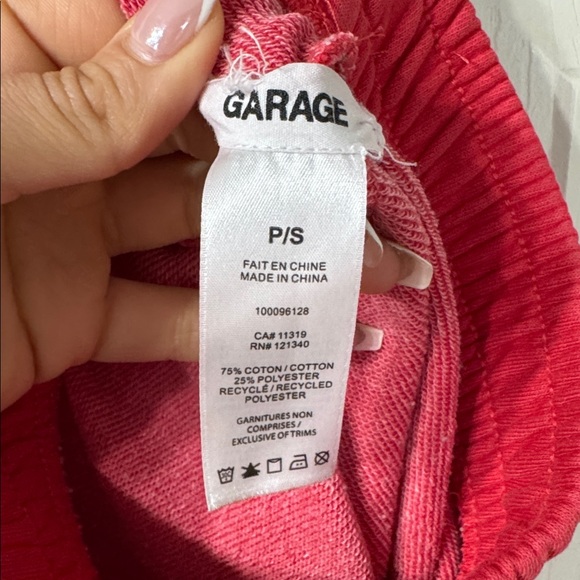 GARAGE
P/S
FAIT EN CHINE
MADE IN CHINA
100096128
CA# 11319
RN# 121340
75% COTON / COTTON
25% POLYESTER
RECYCLÉ / RECYCLED
POLYESTER
GARNITURES NON
COMPRISES /
EXCLUSIVE OF TRIMS